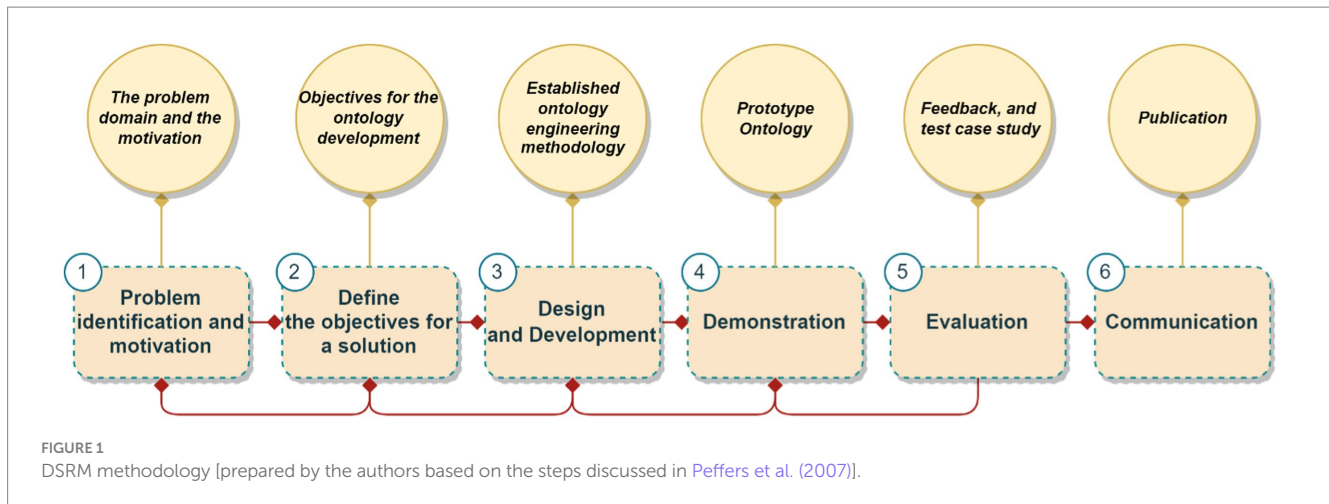 The problem
domain and the
motivation
Objectives for the
ontology
development
Established
ontology
engineering
methodology
Prototype
Ontology
Feedback, and
test case study
Publication
1
Problem
identification and
motivation
2
Define
the objectives for
a solution
3
Design
and Development
4
Demonstration
5
Evaluation
6
Communication
FIGURE 1
DSRM methodology [prepared by the authors based on the steps discussed in Peffers et al. (2007)].